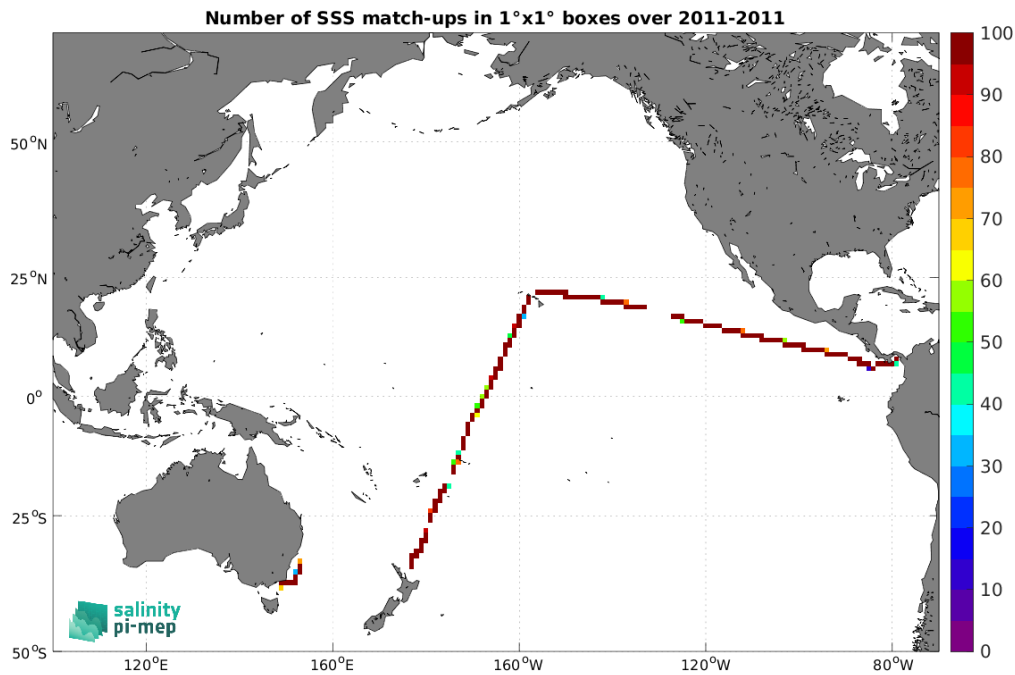 Number of SSS match-ups in 1°x1° boxes over 2011-2011
50°N
25°N
0°
25°S
50°S
120°E
160°E
160°W
120°W
80°W
100
90
80
70
60
50
40
30
20
10
0
salinity
pi-mep